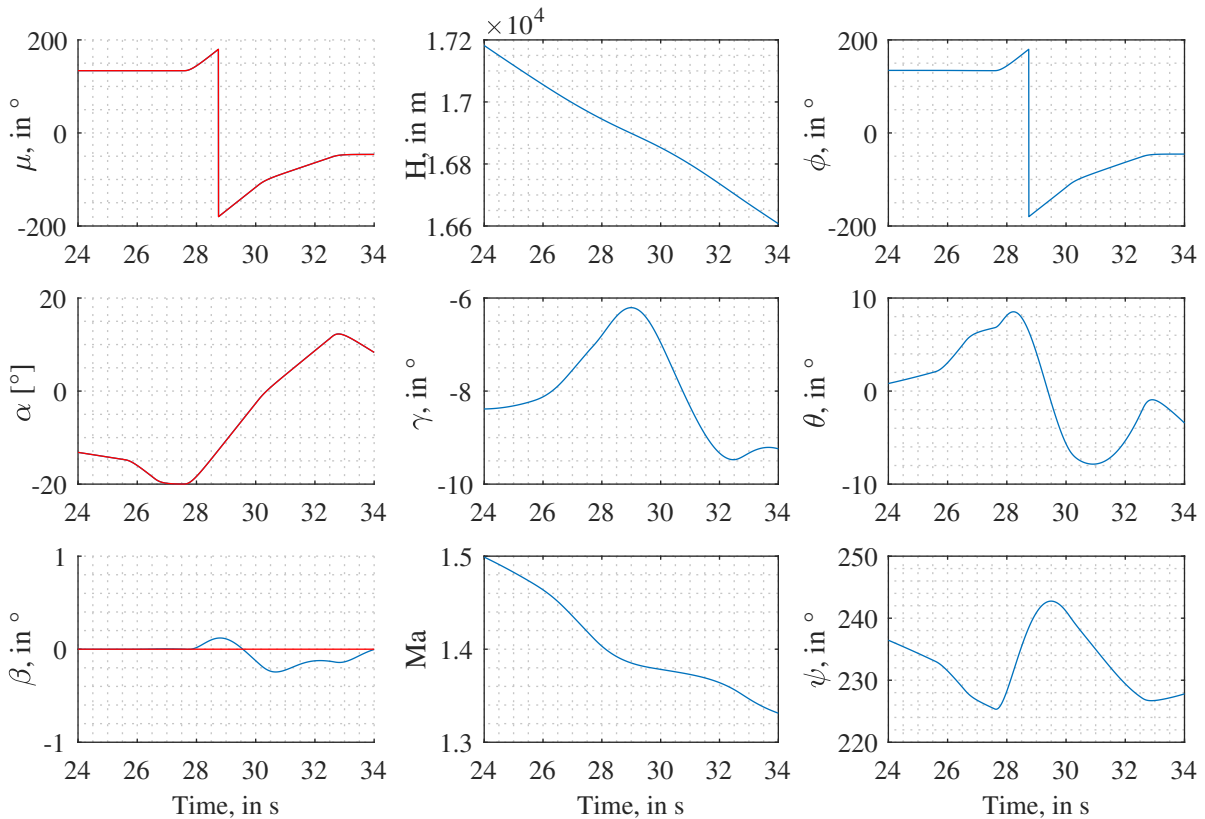 200
0
-200
μ, in °
24 26 28 30 32 34
×10⁴
1.72
1.7
1.68
1.66
H, in m
24 26 28 30 32 34
200
0
-200
ϕ, in °
24 26 28 30 32 34
20
0
-20
α [°]
24 26 28 30 32 34
-6
-8
-10
γ, in °
24 26 28 30 32 34
10
0
-10
θ, in °
24 26 28 30 32 34
1
0
-1
β, in °
24 26 28 30 32 34
Time, in s
1.5
1.4
1.3
Ma
24 26 28 30 32 34
Time, in s
250
240
230
220
ψ, in °
24 26 28 30 32 34
Time, in s